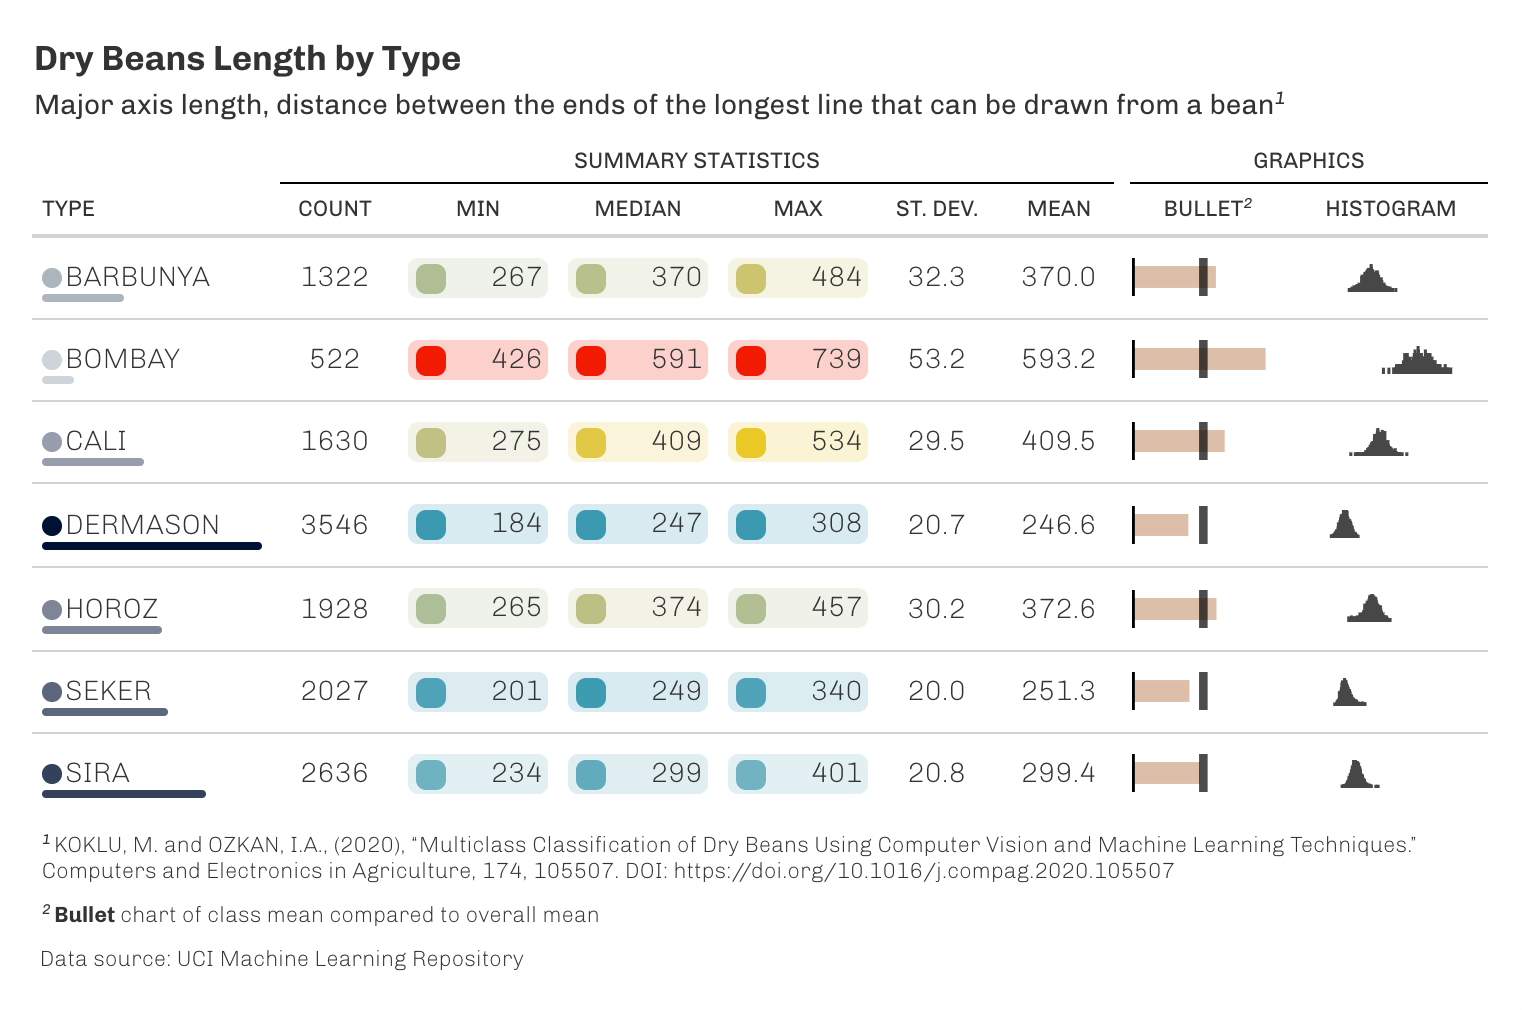 Dry Beans Length by Type
Major axis length, distance between the ends of the longest line that can be drawn from a bean1
SUMMARY STATISTICS GRAPHICS
TYPE COUNT MIN MEDIAN MAX ST. DEV. MEAN BULLET2 HISTOGRAM
BARBUNYA 1322 267 370 484 32.3 370.0
BOMBAY 522 426 591 739 53.2 593.2
CALI 1630 275 409 534 29.5 409.5
DERMASON 3546 184 247 308 20.7 246.6
HOROZ 1928 265 374 457 30.2 372.6
SEKER 2027 201 249 340 20.0 251.3
SIRA 2636 234 299 401 20.8 299.4
1 KOKLU, M. and OZKAN, I.A., (2020), “Multiclass Classification of Dry Beans Using Computer Vision and Machine Learning Techniques.”
Computers and Electronics in Agriculture, 174, 105507. DOI: https://doi.org/10.1016/j.compag.2020.105507
2 Bullet chart of class mean compared to overall mean
Data source: UCI Machine Learning Repository